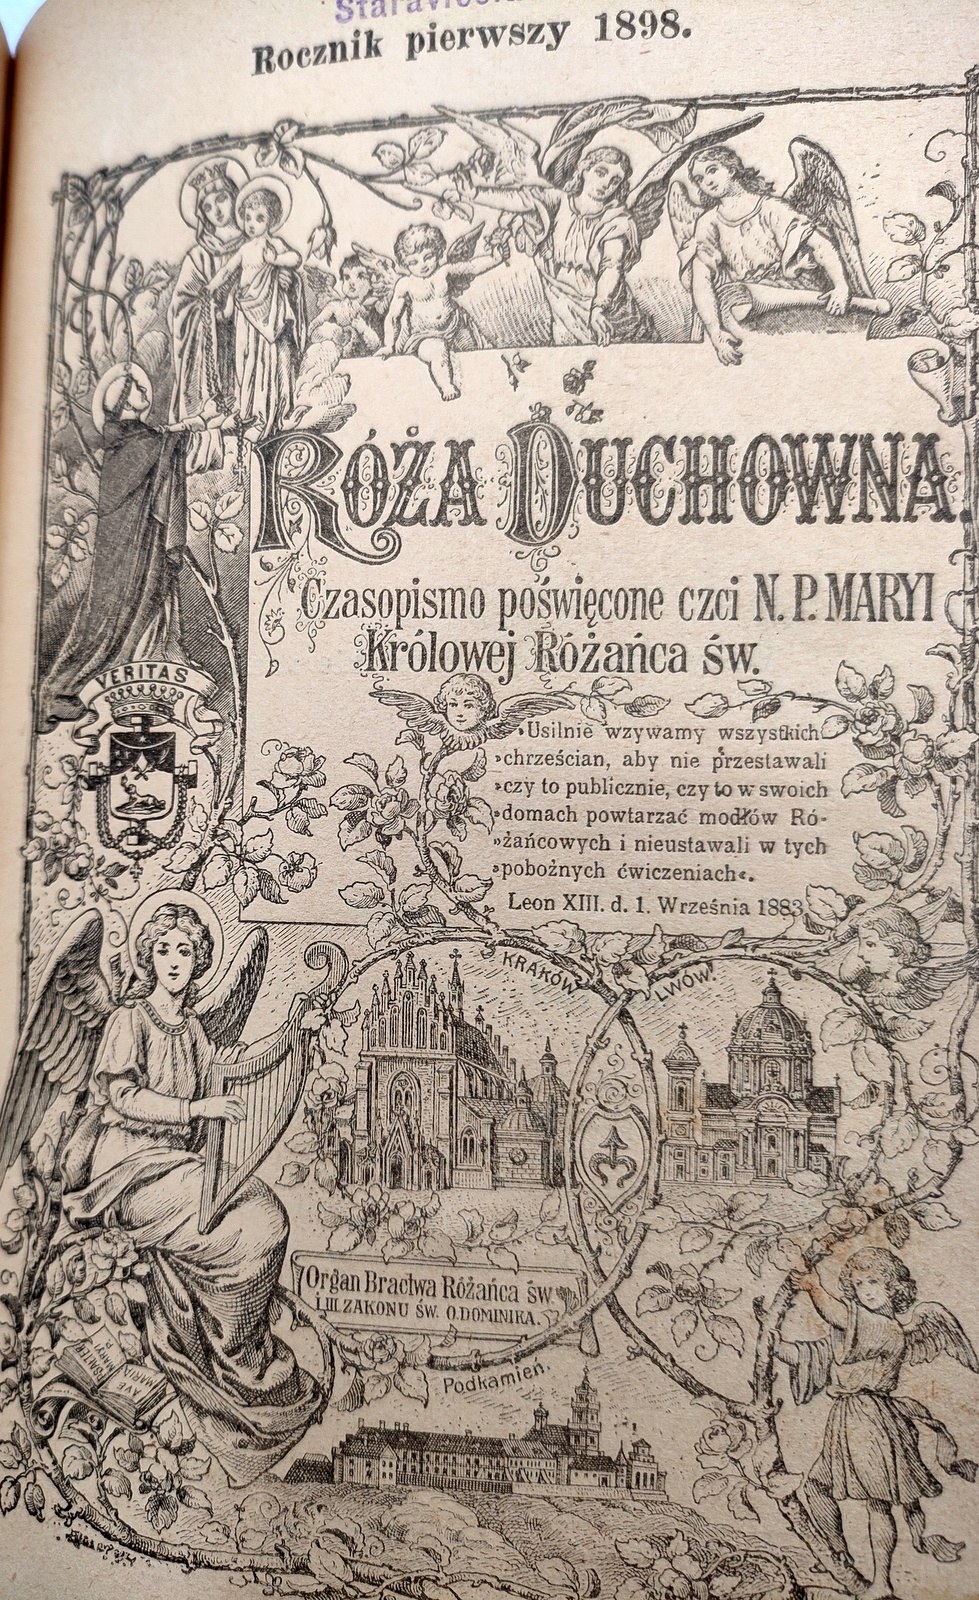 Rocznik pierwszy 1898.
RÓŻA DUCHOWNA
Czasopismo poświęcone czci N. P. MARYI
Królowej Różańca św.
VERITAS
»Usilnie wzywamy wszystkich
»chrześcian, aby nie przestawali
»czy to publicznie, czy to w swoich
»domach powtarzać modłów Ró-
»żańcowych i nieustawali w tych
»pobożnych ćwiczeniach«.
Leon XIII. d. 1. Września 1883.
KRAKÓW
LWÓW
Organ Bractwa Różańca św
I III. ZAKONU ŚW. O. DOMINIKA.
AVE
MARIA
Podkamień.